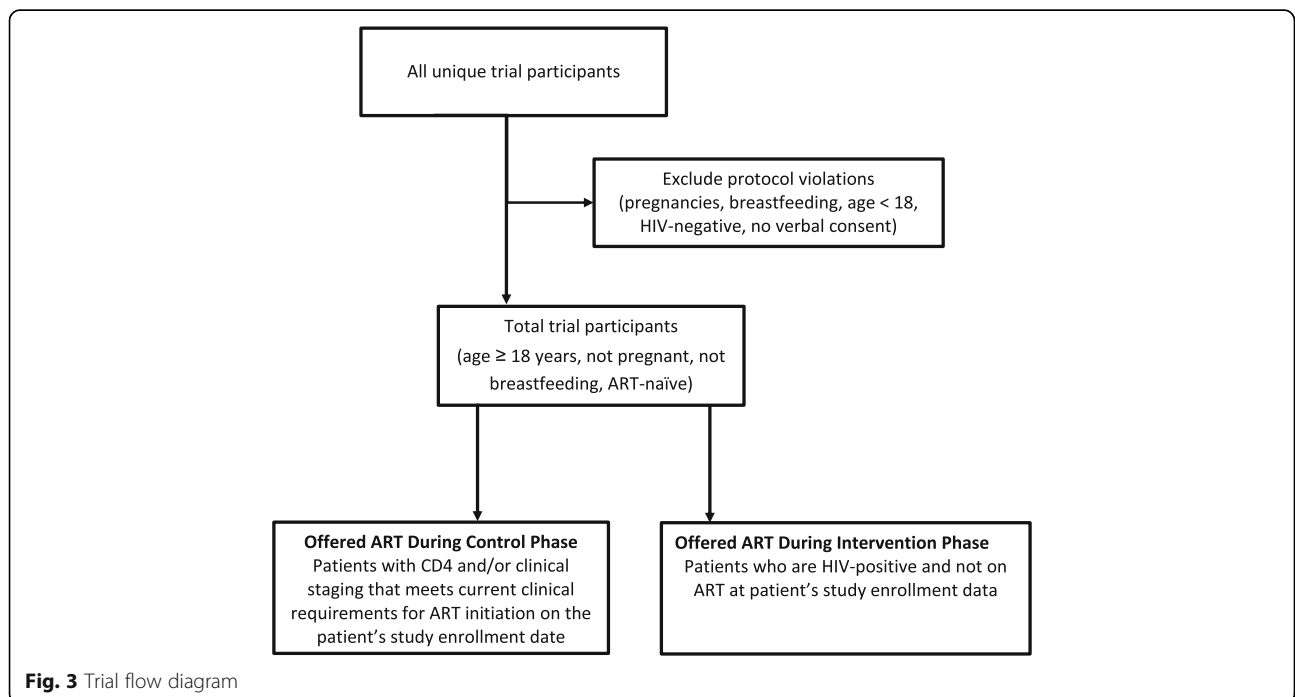 All unique trial participants
Exclude protocol violations
(pregnancies, breastfeeding, age < 18,
HIV-negative, no verbal consent)
Total trial participants
(age ≥ 18 years, not pregnant, not
breastfeeding, ART-naïve)
Offered ART During Control Phase
Patients with CD4 and/or clinical
staging that meets current clinical
requirements for ART initiation on the
patient’s study enrollment date
Offered ART During Intervention Phase
Patients who are HIV-positive and not on
ART at patient’s study enrollment data
Fig. 3 Trial flow diagram